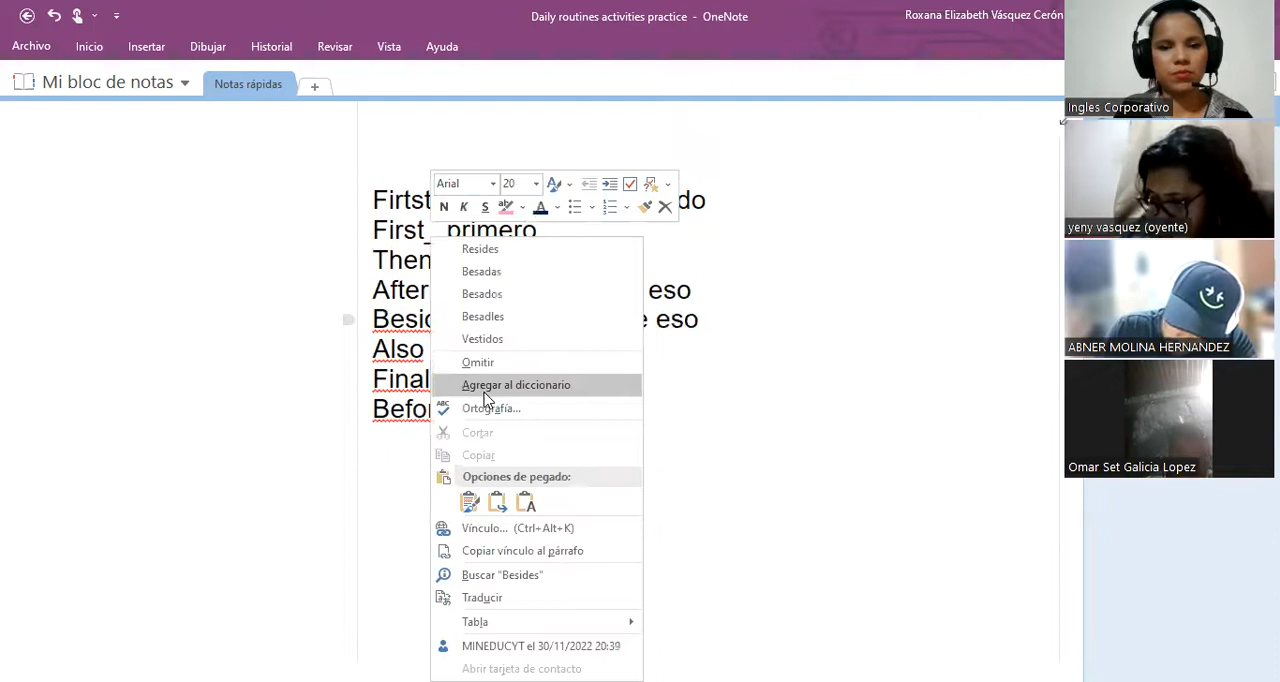 Daily routines activities practice - OneNote
Roxana Elizabeth Vásquez Cerón
Archivo Inicio Insertar Dibujar Historial Revisar Vista Ayuda
Mi bloc de notas Notas rápidas +
Ingles Corporativo
yeny vasquez (oyente)
ABNER MOLINA HERNANDEZ
Omar Set Galicia Lopez
Arial 20
N K S A
Firtst do
First_ primero
Then
After eso
Besid e eso
Also
Final
Befor
Resides
Besadas
Besados
Besadles
Vestidos
Omitir
Agregar al diccionario
Ortografía...
Cortar
Copiar
Opciones de pegado:
Vínculo... (Ctrl+Alt+K)
Copiar vínculo al párrafo
Buscar "Besides"
Traducir
Tabla
MINEDUCYT el 30/11/2022 20:39
Abrir tarjeta de contacto